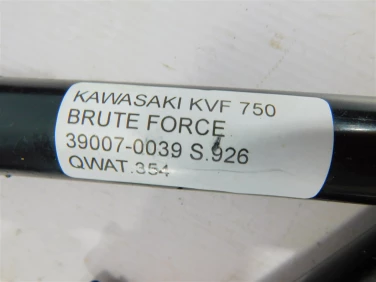 KAWASAKI KVF 750
BRUTE FORCE
39007-0039 S.926
QWAT.354